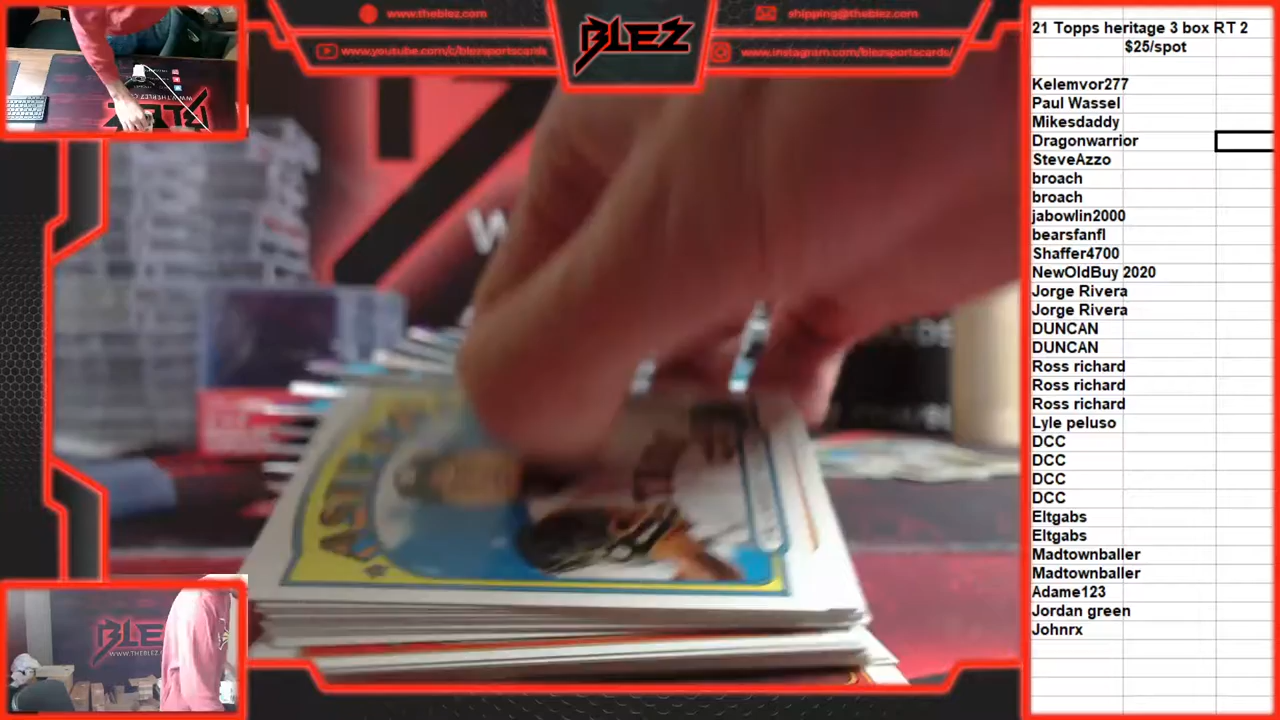 www.theblez.com
shipping@theblez.com
www.youtube.com/c/blezsportscards
www.instagram.com/blezsportscards/
BLEZ
21 Topps heritage 3 box RT 2
$25/spot
Kelemvor277
Paul Wassel
Mikesdaddy
Dragonwarrior
SteveAzzo
broach
broach
jabowlin2000
bearsfanfl
Shaffer4700
NewOldBuy 2020
Jorge Rivera
Jorge Rivera
DUNCAN
DUNCAN
Ross richard
Ross richard
Ross richard
Lyle peluso
DCC
DCC
DCC
DCC
Eltgabs
Eltgabs
Madtownballer
Madtownballer
Adame123
Jordan green
Johnrx
BLEZ
WWW.THEBLEZ